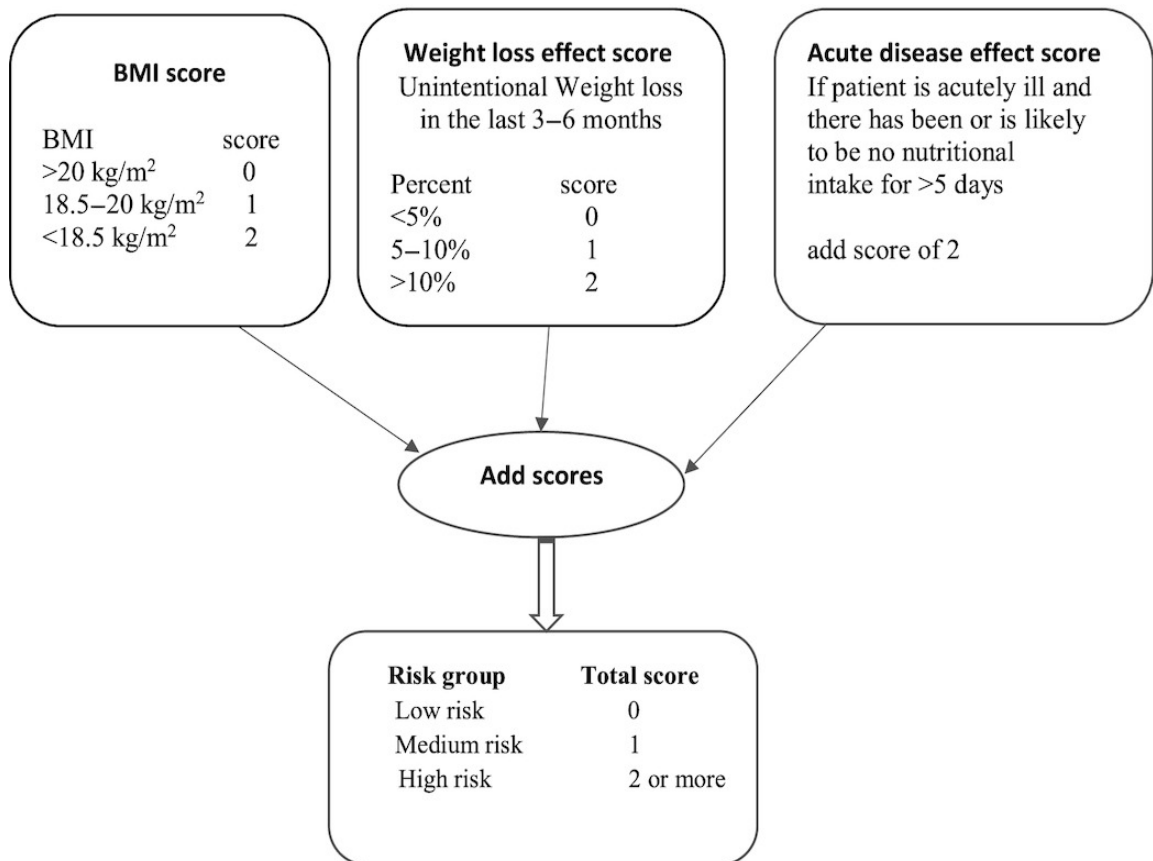 BMI score
BMI score
>20 kg/m² 0
18.5–20 kg/m² 1
<18.5 kg/m² 2
Weight loss effect score
Unintentional Weight loss
in the last 3–6 months
Percent score
<5% 0
5–10% 1
>10% 2
Acute disease effect score
If patient is acutely ill and
there has been or is likely
to be no nutritional
intake for >5 days
add score of 2
Add scores
Risk group Total score
Low risk 0
Medium risk 1
High risk 2 or more